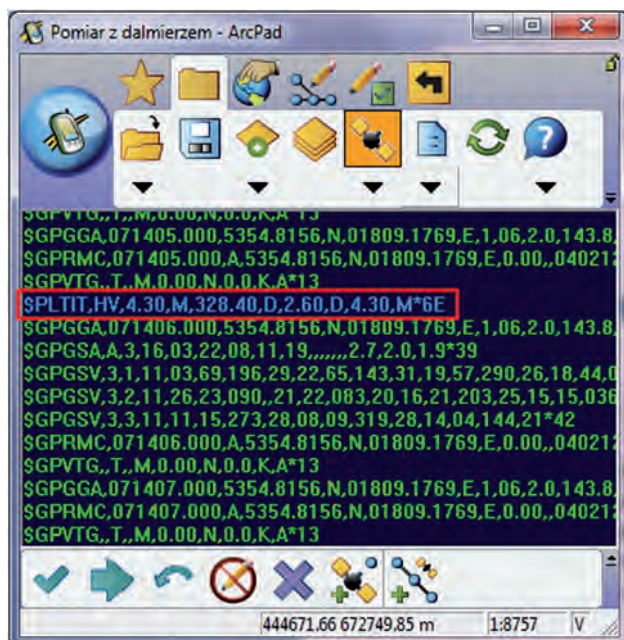 Pomiar z dalmierzem - ArcPad
$GPVTG,,T,,M,0.00,N,0.0,K,A*13
$GPGGA,071405.000,5354.8156,N,01809.1769,E,1,06,2.0,143.8,
$GPRMC,071405.000,A,5354.8156,N,01809.1769,E,0.00,,040212
$GPVTG,,T,,M,0.00,N,0.0,K,A*13
$PLTIT,HV,4.30,M,328.40,D,2.60,D,4.30,M*6E
$GPGGA,071406.000,5354.8156,N,01809.1769,E,1,06,2.0,143.8,
$GPGSA,A,3,16,03,22,08,11,19,,,,,,,2.7,2.0,1.9*39
$GPGSV,3,1,11,03,69,196,29,22,65,143,31,19,57,290,26,18,44,0
$GPGSV,3,2,11,26,23,090,,21,22,083,20,16,21,203,25,15,15,036
$GPGSV,3,3,11,11,15,273,28,08,09,319,28,14,04,144,21*42
$GPRMC,071406.000,A,5354.8156,N,01809.1769,E,0.00,,040212
$GPVTG,,T,,M,0.00,N,0.0,K,A*13
$GPGGA,071407.000,5354.8156,N,01809.1769,E,1,06,2.0,143.8,
$GPRMC,071407.000,A,5354.8156,N,01809.1769,E,0.00,,040212
$GPVTG,,T,,M,0.00,N,0.0,K,A*13
444671.66 672749.85 m 1:8757 V